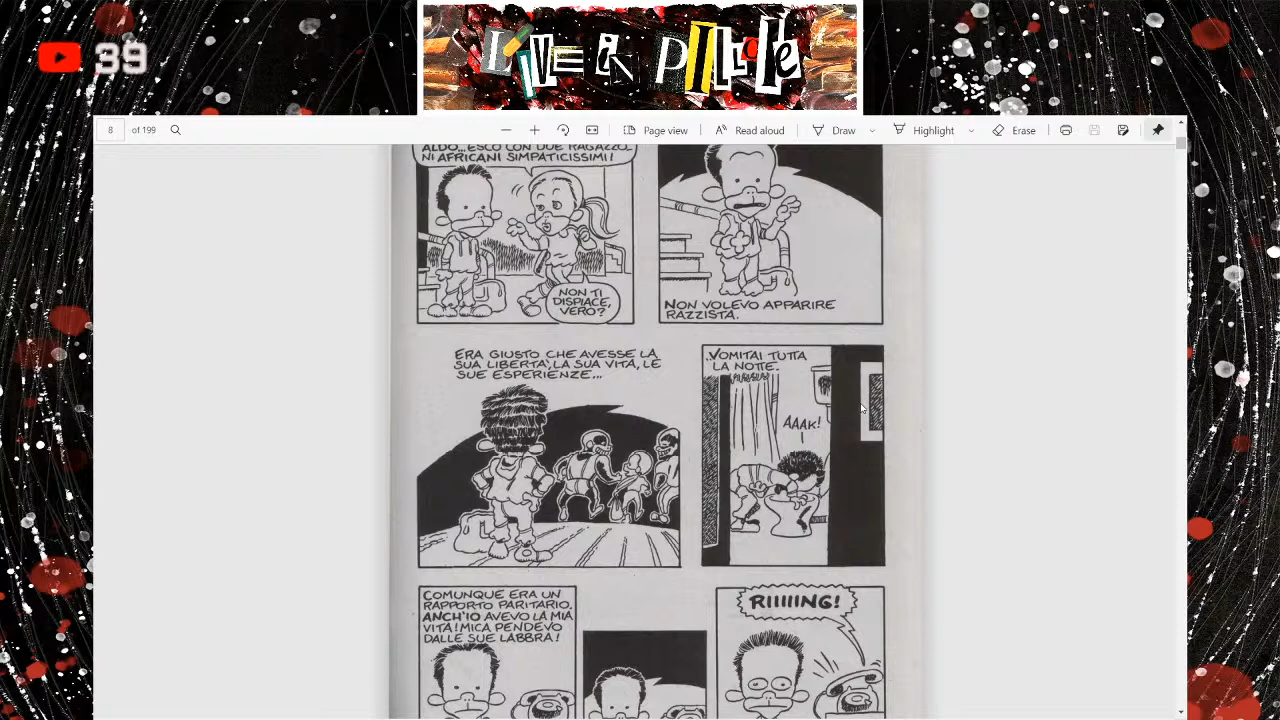 39
LIVE iN PiLLoLe
8 of 199
Page view
Read aloud
Draw
Highlight
Erase
ALDO...ESCO CON DUE RAGAZZO.
NI AFRICANI SIMPATICISSIMI!
NON TI
DISPIACE,
VERO?
NON VOLEVO APPARIRE
RAZZISTA.
ERA GIUSTO CHE AVESSE LA
SUA LIBERTÀ, LA SUA VITA, LE
SUE ESPERIENZE...
VOMITAI TUTTA
LA NOTTE.
AAAK!
COMUNQUE ERA UN
RAPPORTO PARITARIO.
ANCH'IO AVEVO LA MIA
VITA! MICA PENDEVO
DALLE SUE LABBRA!
RIIIIING!